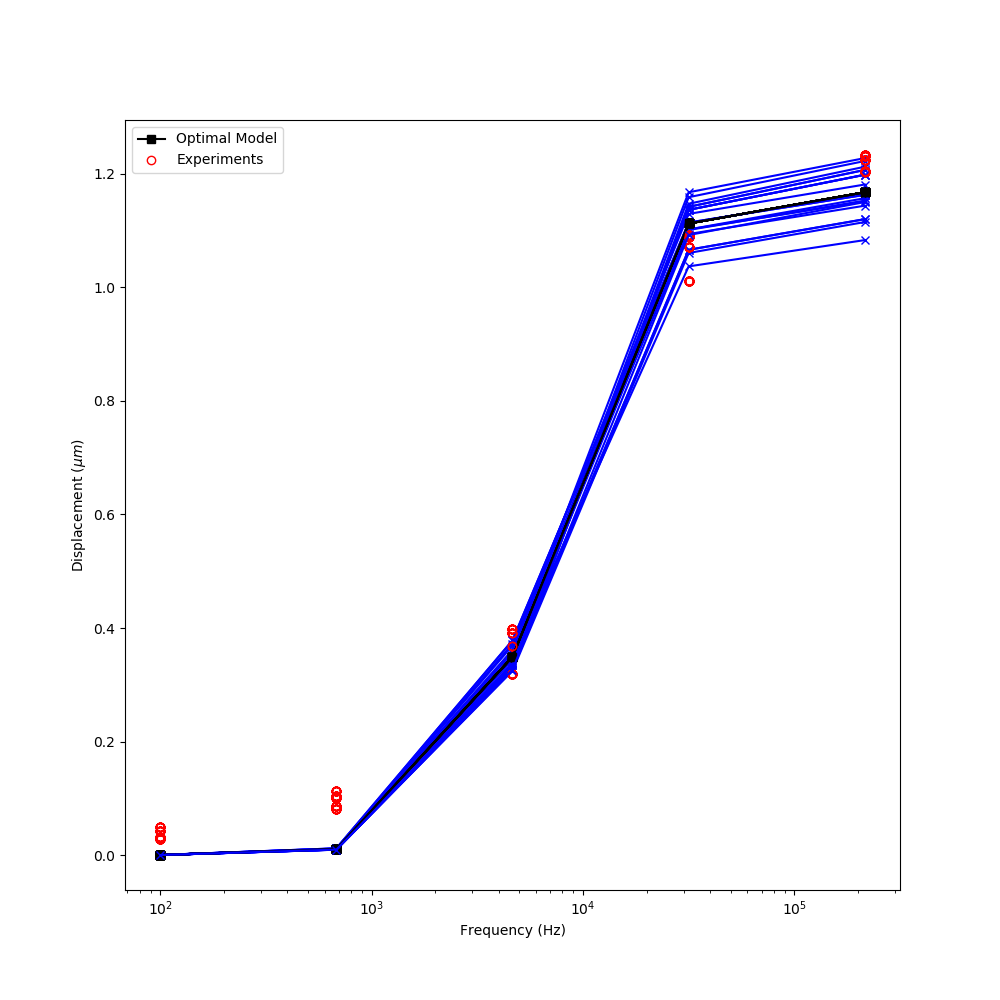 Optimal Model
Experiments
1.2
1.0
0.8
0.6
0.4
0.2
0.0
Displacement (μm)
10² 10³ 10⁴ 10⁵
Frequency (Hz)